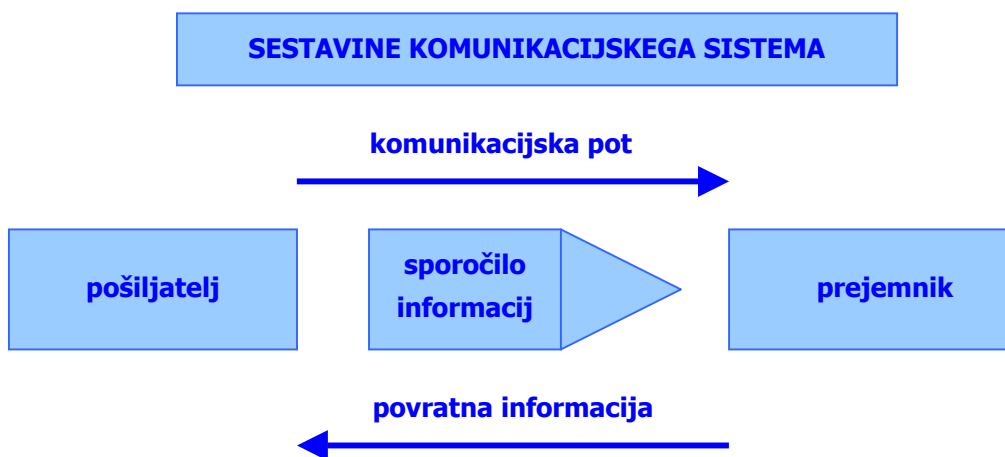 SESTAVINE KOMUNIKACIJSKEGA SISTEMA
komunikacijska pot
pošiljatelj
sporočilo
informacij
prejemnik
povratna informacija